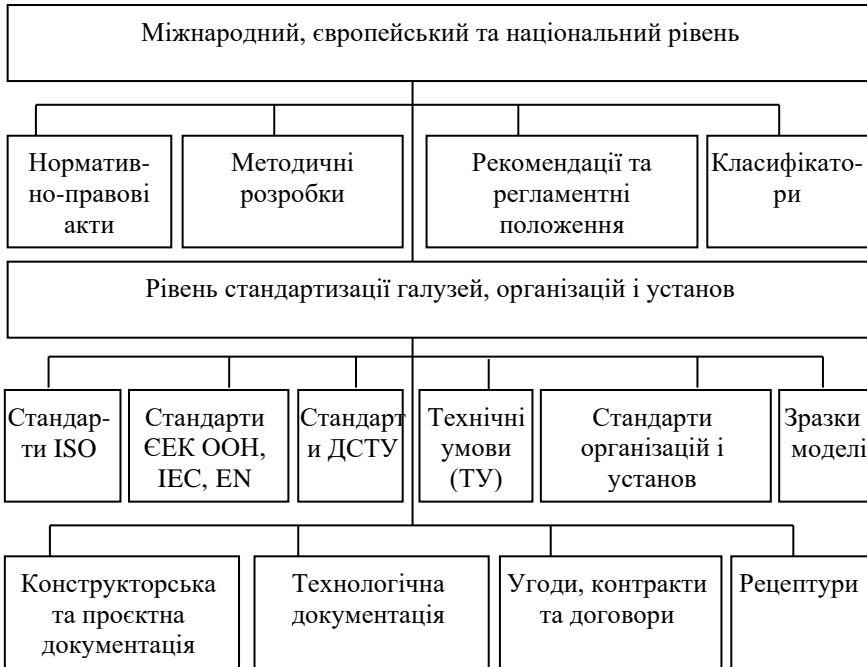 Міжнародний, європейський та національний рівень
Норматив-
но-правові
акти
Методичні
розробки
Рекомендації та
регламентні
положення
Класифікато-
ри
Рівень стандартизації галузей, організацій і установ
Стандар-
ти ISO
Стандарти
ЄЕК ООН,
IEC, EN
Стандарт
и ДСТУ
Технічні
умови
(ТУ)
Стандарти
організацій і
установ
Зразки
моделі
Конструкторська
та проєктна
документація
Технологічна
документація
Угоди, контракти
та договори
Рецептури